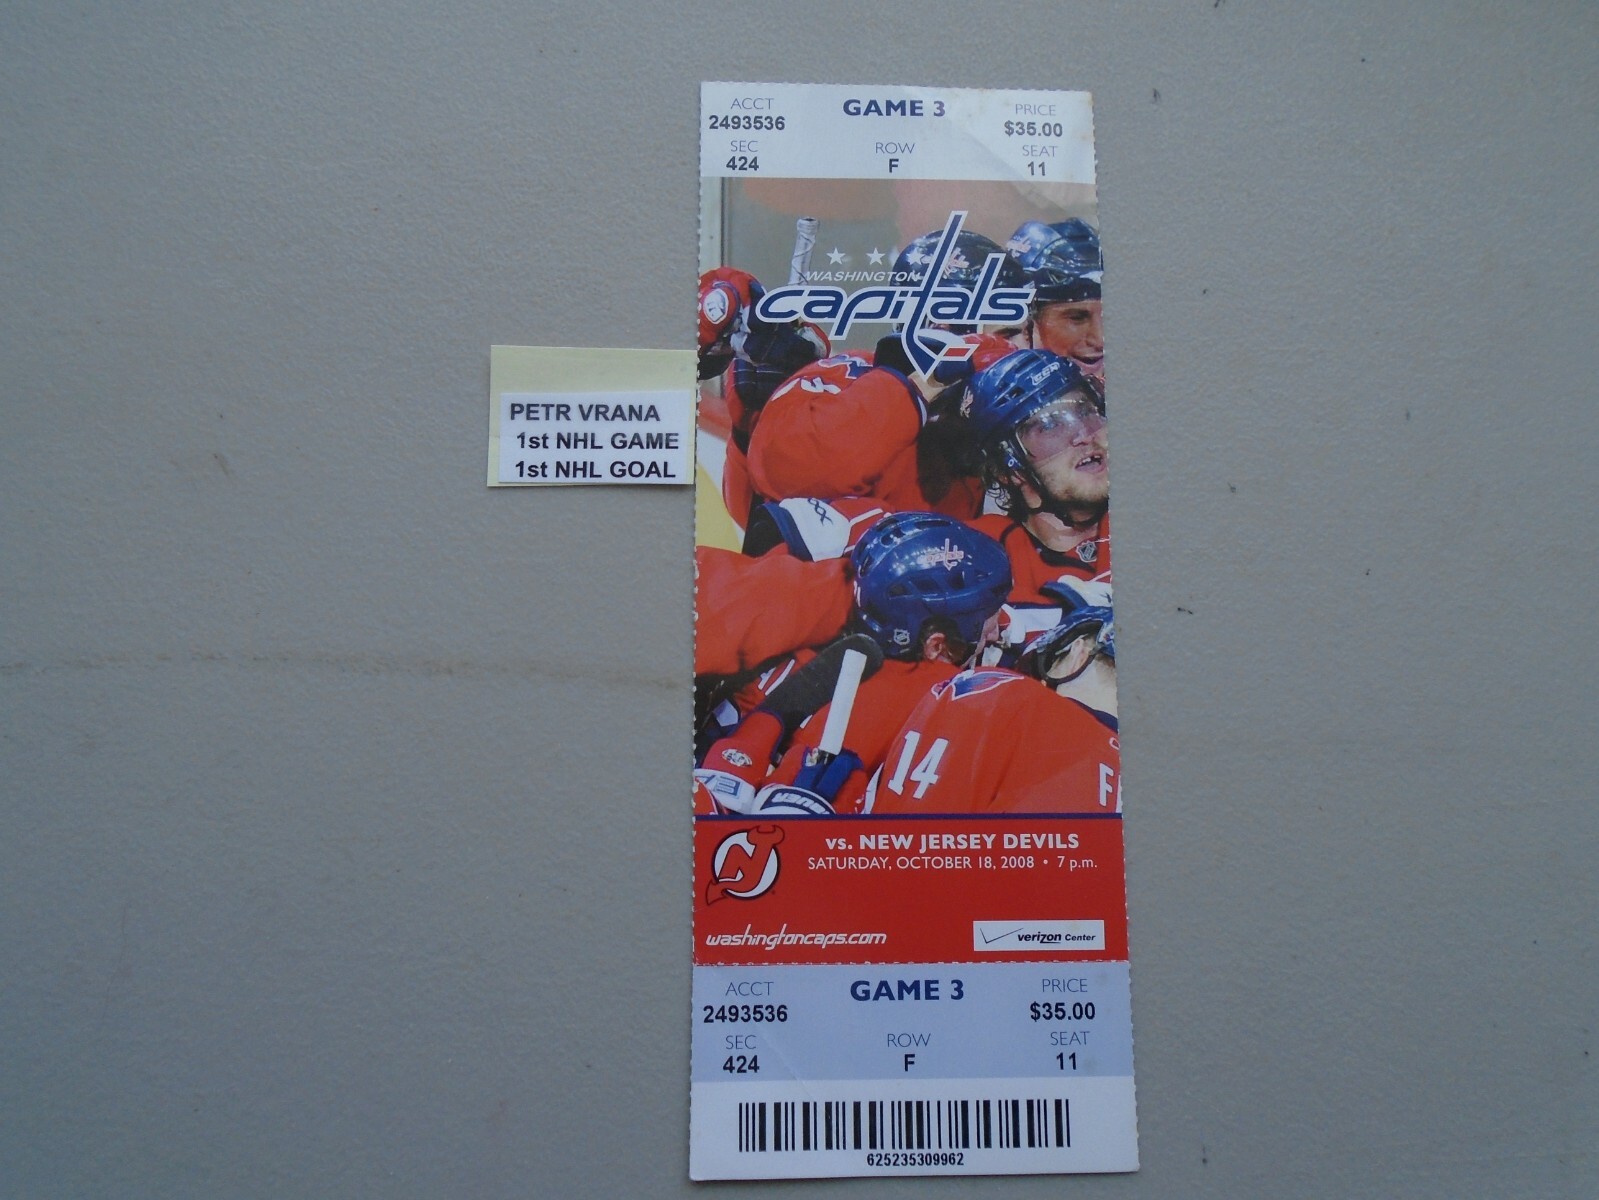 ACCT GAME 3 PRICE
2493536 $35.00
SEC ROW SEAT
424 F 11
WASHINGTON
capitals
PETR VRANA
1st NHL GAME
1st NHL GOAL
14
vs. NEW JERSEY DEVILS
SATURDAY, OCTOBER 18, 2008 • 7 p.m.
washingtoncaps.com
verizon Center
ACCT GAME 3 PRICE
2493536 $35.00
SEC ROW SEAT
424 F 11
625235309962